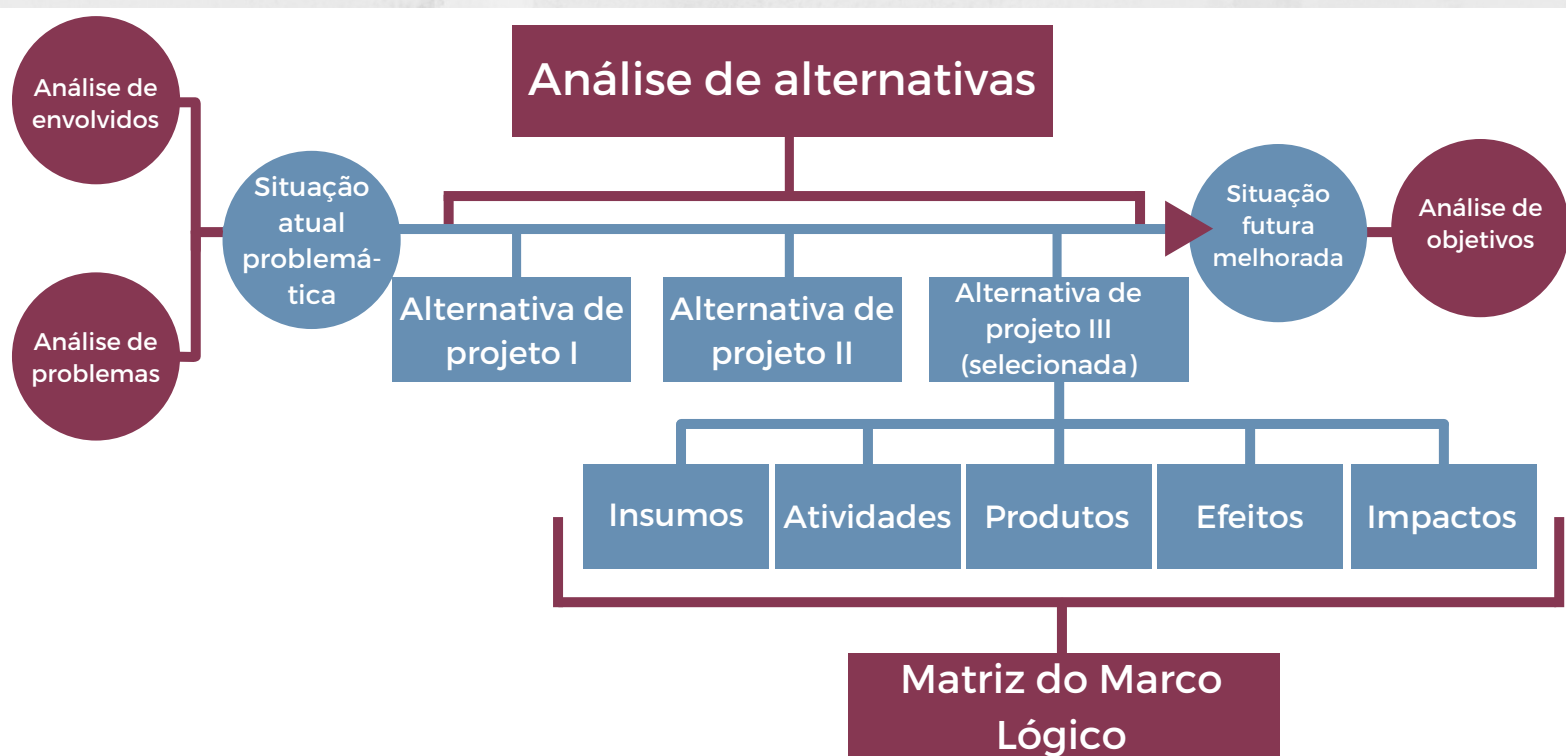 Análise de alternativas
Análise de
envolvidos
Situação
atual
problemá-
tica
Análise de
problemas
Situação
futura
melhorada
Análise de
objetivos
Alternativa de
projeto I
Alternativa de
projeto II
Alternativa de
projeto III
(selecionada)
Insumos
Atividades
Produtos
Efeitos
Impactos
Matriz do Marco
Lógico